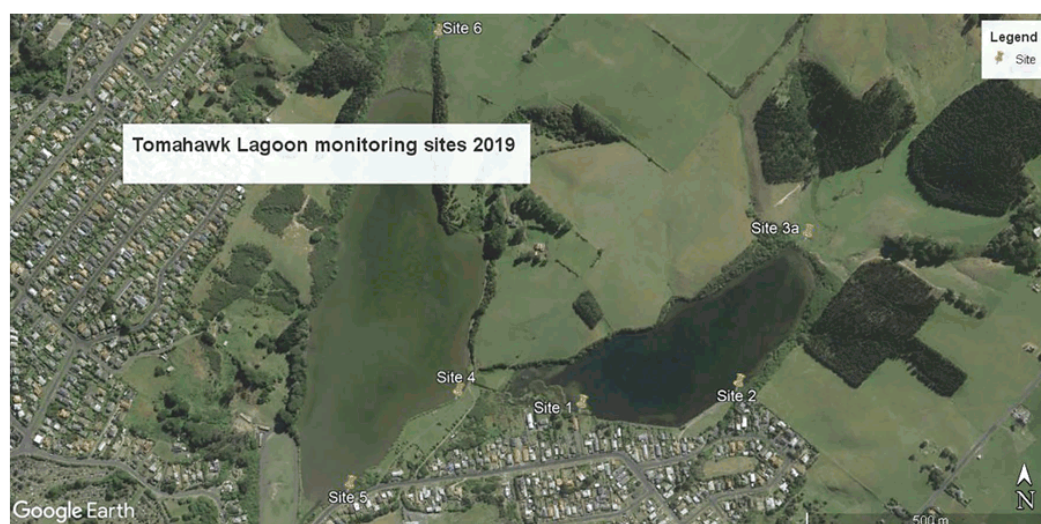 Site 6
Legend
Site
Tomahawk Lagoon monitoring sites 2019
Site 3a
Site 4
Site 1
Site 2
Site 5
Google Earth
500 m
N